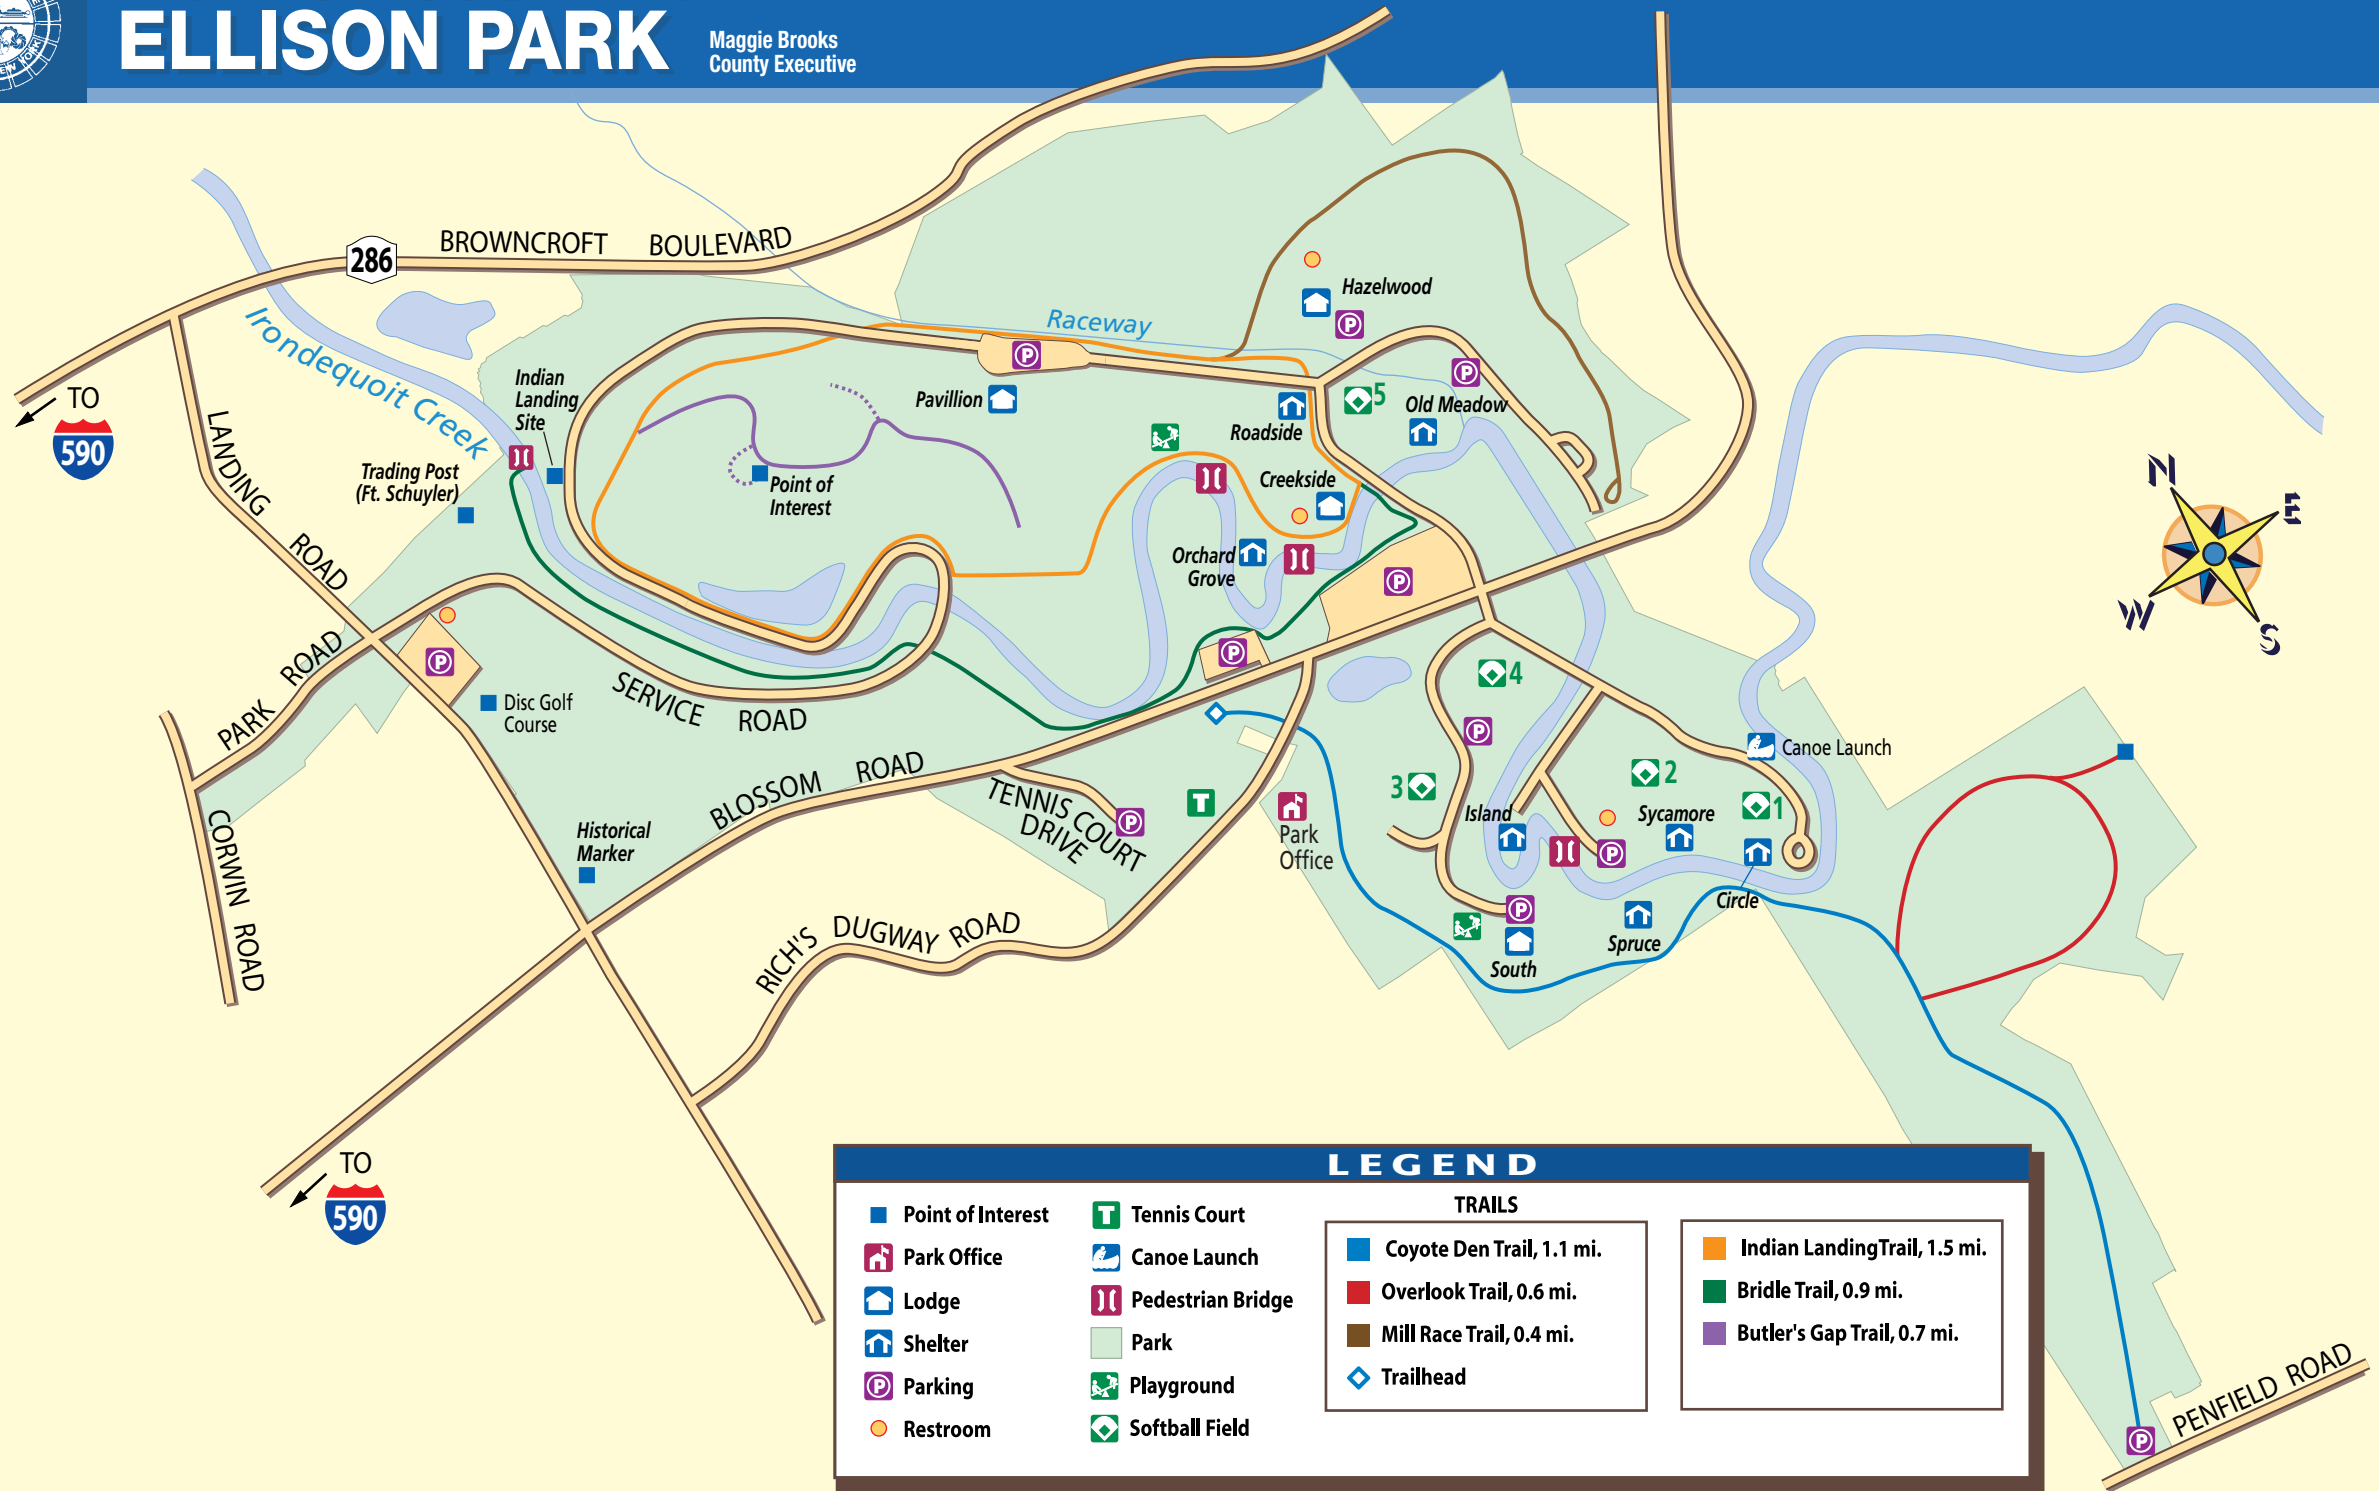 ELLISON PARK
Maggie Brooks
County Executive
BROWNCROFT BOULEVARD
286
Irondequoit Creek
Raceway
Hazelwood
TO
590
LANDING ROAD
Indian
Landing
Site
Trading Post
(Ft. Schuyler)
Pavillion
Point of
Interest
Roadside
5
Old Meadow
Creekside
Orchard
Grove
N
E
W
S
PARK ROAD
Disc Golf
Course
SERVICE ROAD
4
CORWIN ROAD
Historical
Marker
BLOSSOM ROAD
TENNIS COURT
DRIVE
T
Park
Office
3
2
1
Canoe Launch
Island
Sycamore
Circle
Spruce
South
RICH'S DUGWAY ROAD
TO
590
PENFIELD ROAD
P
P
P
P
P
P
P
P
P
P
P
P
LEGEND
Point of Interest
Park Office
Lodge
Shelter
P Parking
Restroom
T Tennis Court
Canoe Launch
Pedestrian Bridge
Park
Playground
Softball Field
TRAILS
Coyote Den Trail, 1.1 mi.
Overlook Trail, 0.6 mi.
Mill Race Trail, 0.4 mi.
Trailhead
Indian LandingTrail, 1.5 mi.
Bridle Trail, 0.9 mi.
Butler's Gap Trail, 0.7 mi.